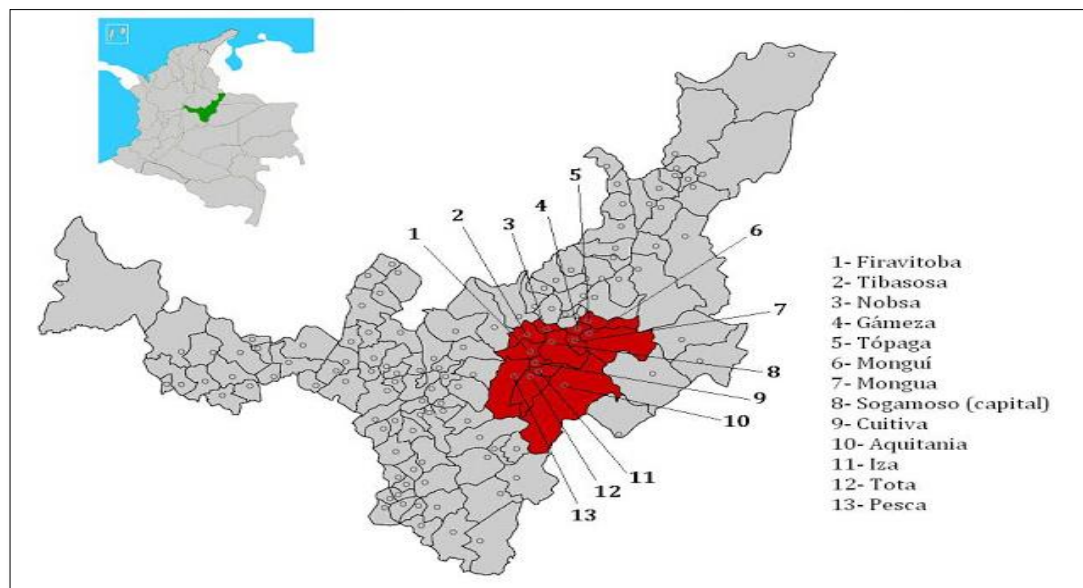 1
2
3
4
5
6
7
8
9
10
11
12
13
1- Firavitoba
2- Tibasosa
3- Nobsa
4- Gámeza
5- Tópaga
6- Monguí
7- Mongua
8- Sogamoso (capital)
9- Cuitiva
10- Aquitania
11- Iza
12- Tota
13- Pesca